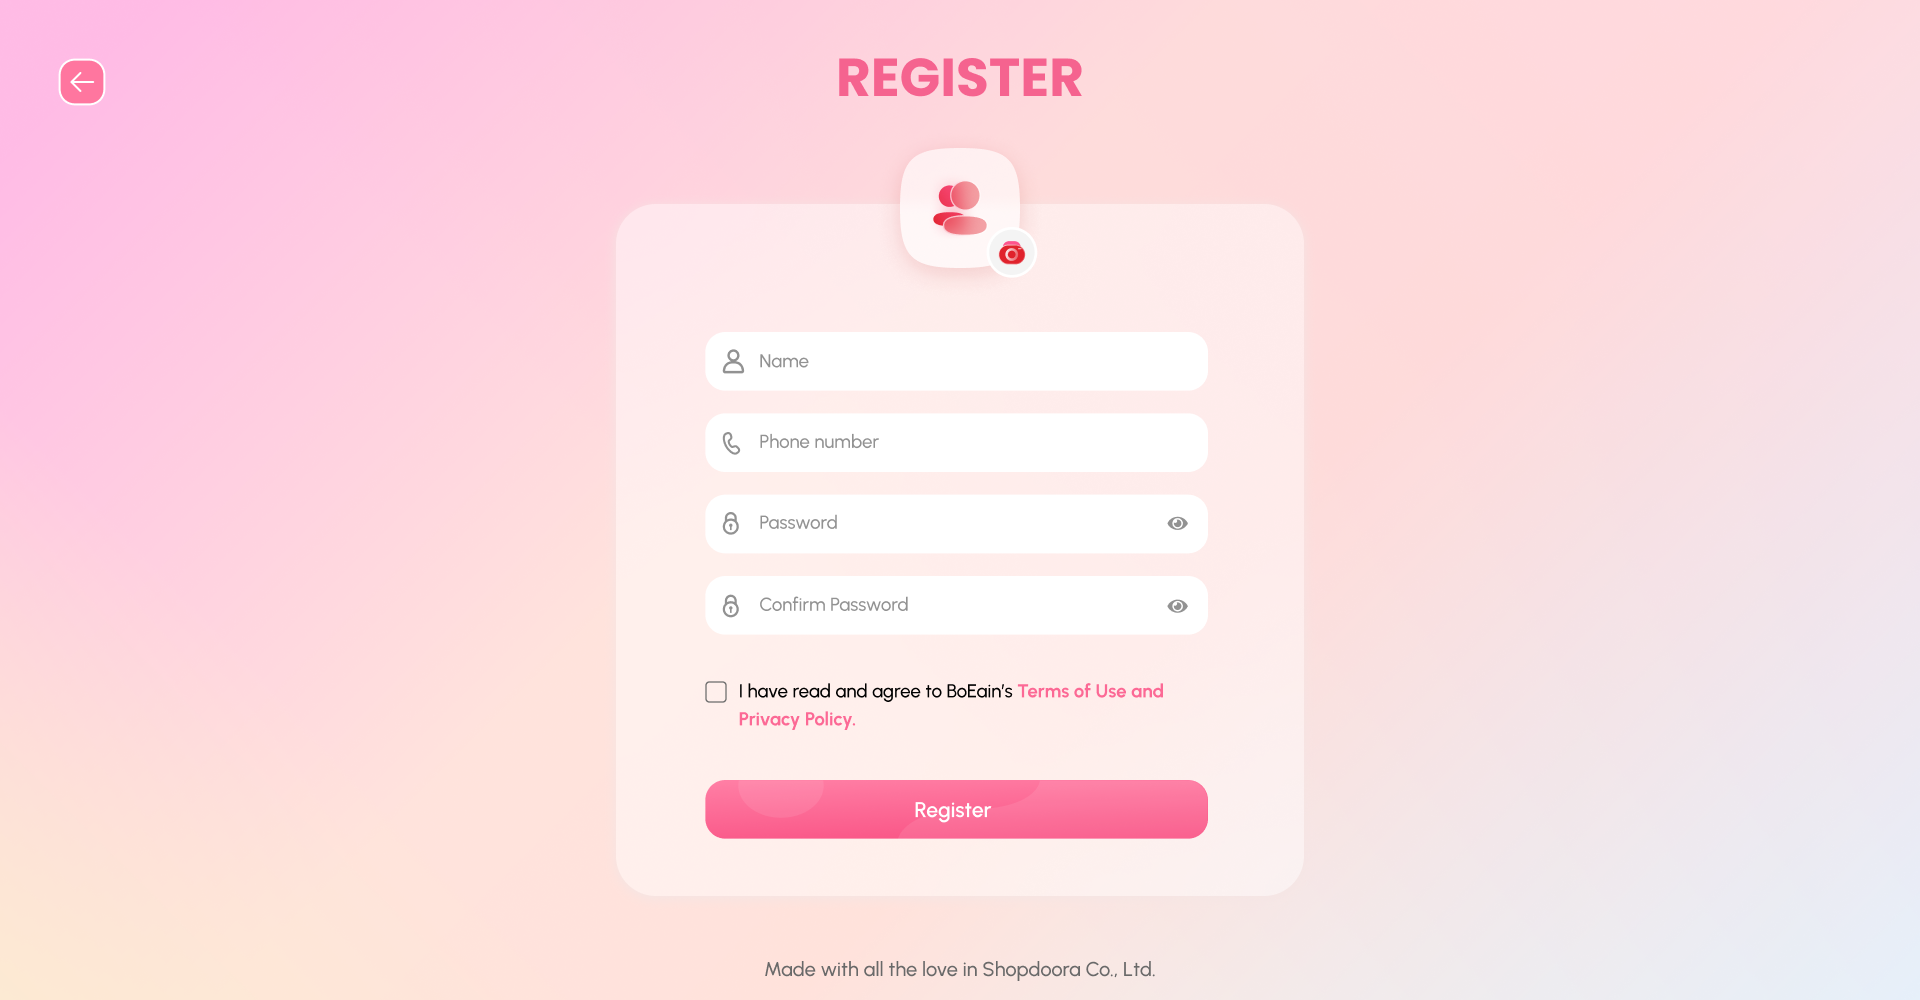 REGISTER
Name
Phone number
Password
Confirm Password
I have read and agree to BoEain’s Terms of Use and
Privacy Policy.
Register
Made with all the love in Shopdoora Co., Ltd.